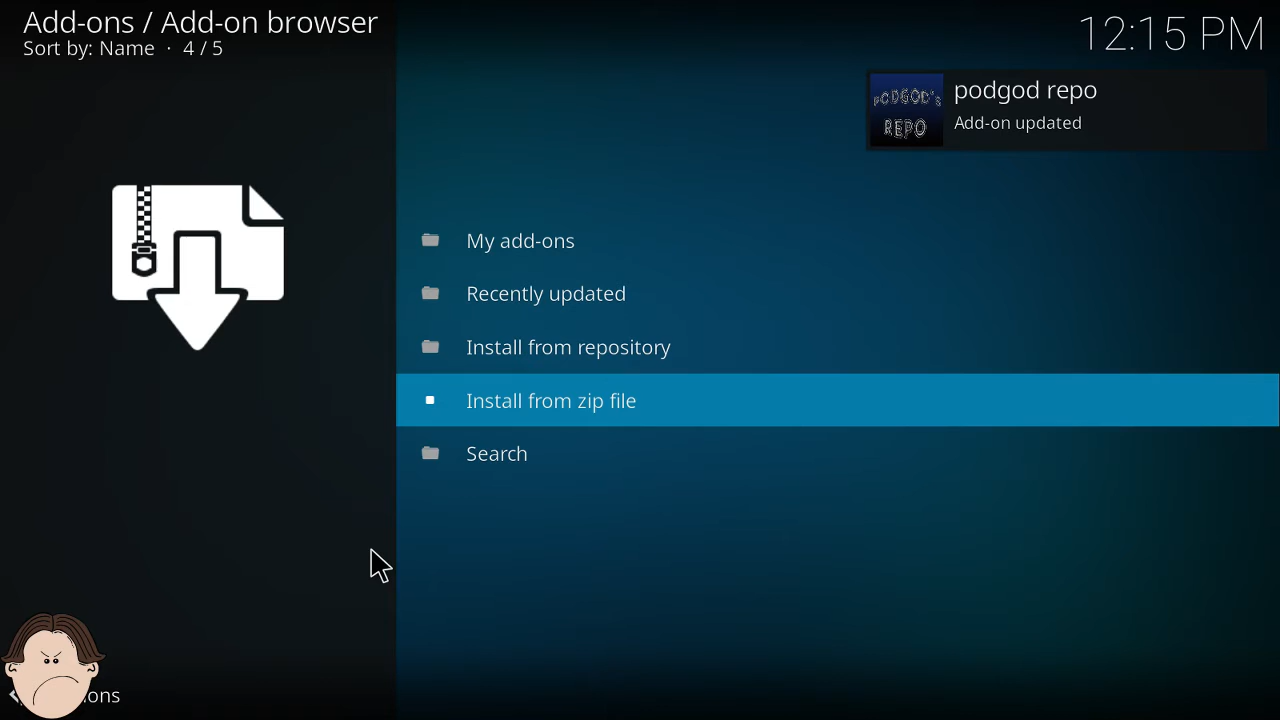 Add-ons / Add-on browser
Sort by: Name · 4 / 5
12:15 PM
PODGOD'S
REPO
podgod repo
Add-on updated
My add-ons
Recently updated
Install from repository
Install from zip file
Search
ons